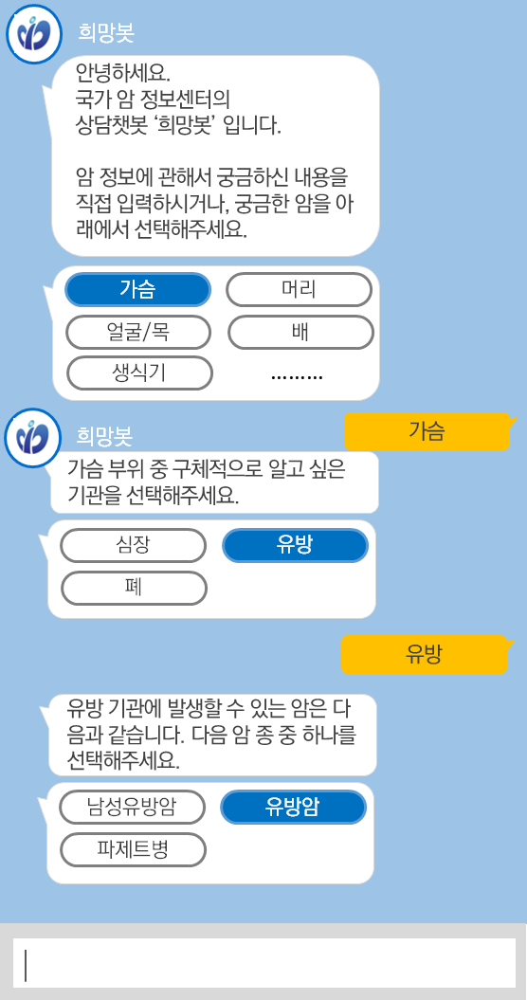 희망봇
안녕하세요.
국가 암 정보센터의
상담챗봇 ‘희망봇’ 입니다.
암 정보에 관해서 궁금하신 내용을
직접 입력하시거나, 궁금한 암을 아
래에서 선택해주세요.
가슴
머리
얼굴/목
배
생식기
………
가슴
희망봇
가슴 부위 중 구체적으로 알고 싶은
기관을 선택해주세요.
심장
유방
폐
유방
유방 기관에 발생할 수 있는 암은 다
음과 같습니다. 다음 암 종 중 하나를
선택해주세요.
남성유방암
유방암
파제트병